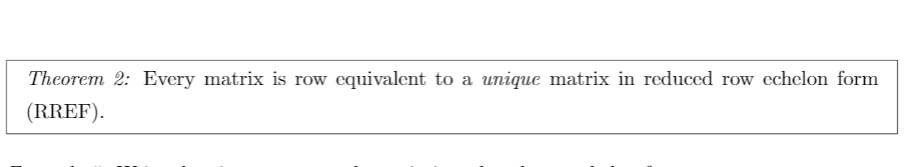 Theorem 2: Every matrix is row equivalent to a unique matrix in reduced row echelon form
(RREF).